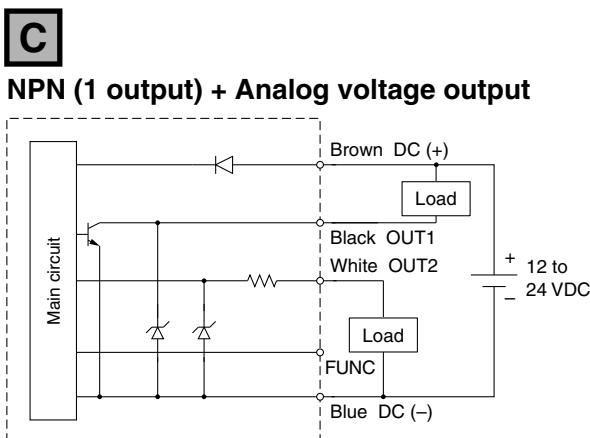 C
NPN (1 output) + Analog voltage output
Brown DC (+)
Load
Black OUT1
White OUT2
Main circuit
+
12 to
24 VDC
–
Load
FUNC
Blue DC (–)